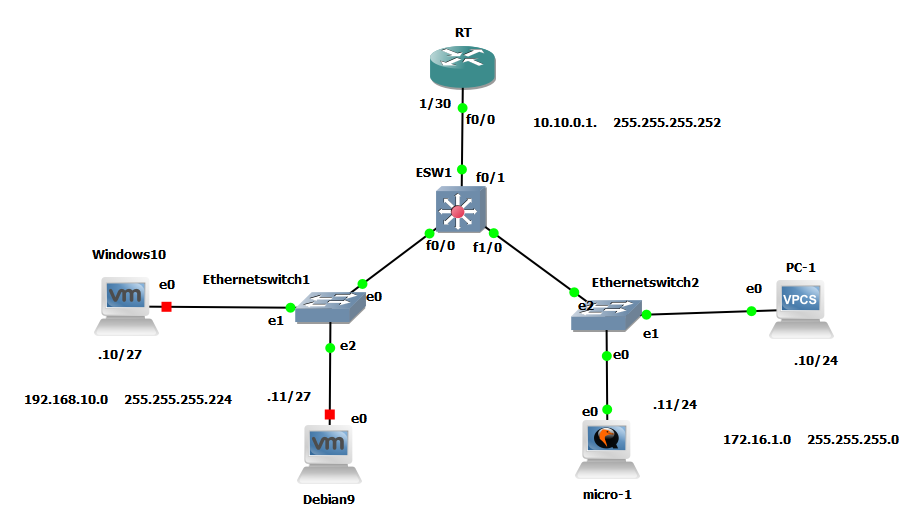 RT
1/30
f0/0
10.10.0.1. 255.255.255.252
ESW1
f0/1
f0/0
f1/0
Windows10
e0
Ethernetswitch1
e0
e1
e2
.10/27
192.168.10.0 255.255.255.224
.11/27
e0
vm
vm
Debian9
Ethernetswitch2
e2
e1
e0
PC-1
e0
VPCS
.10/24
.11/24
e0
172.16.1.0 255.255.255.0
micro-1